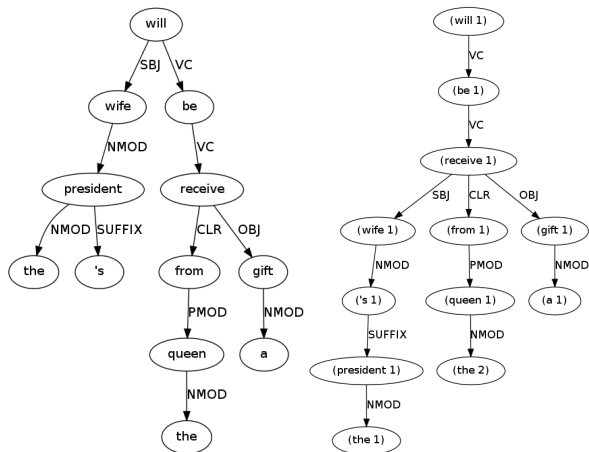 will
SBJ VC
wife be
NMOD VC
president receive
NMOD SUFFIX CLR OBJ
the 's from gift
PMOD NMOD
queen a
NMOD
the
(will 1)
VC
(be 1)
VC
(receive 1)
SBJ CLR OBJ
(wife 1) (from 1) (gift 1)
NMOD PMOD NMOD
('s 1) (queen 1) (a 1)
SUFFIX NMOD
(president 1) (the 2)
NMOD
(the 1)